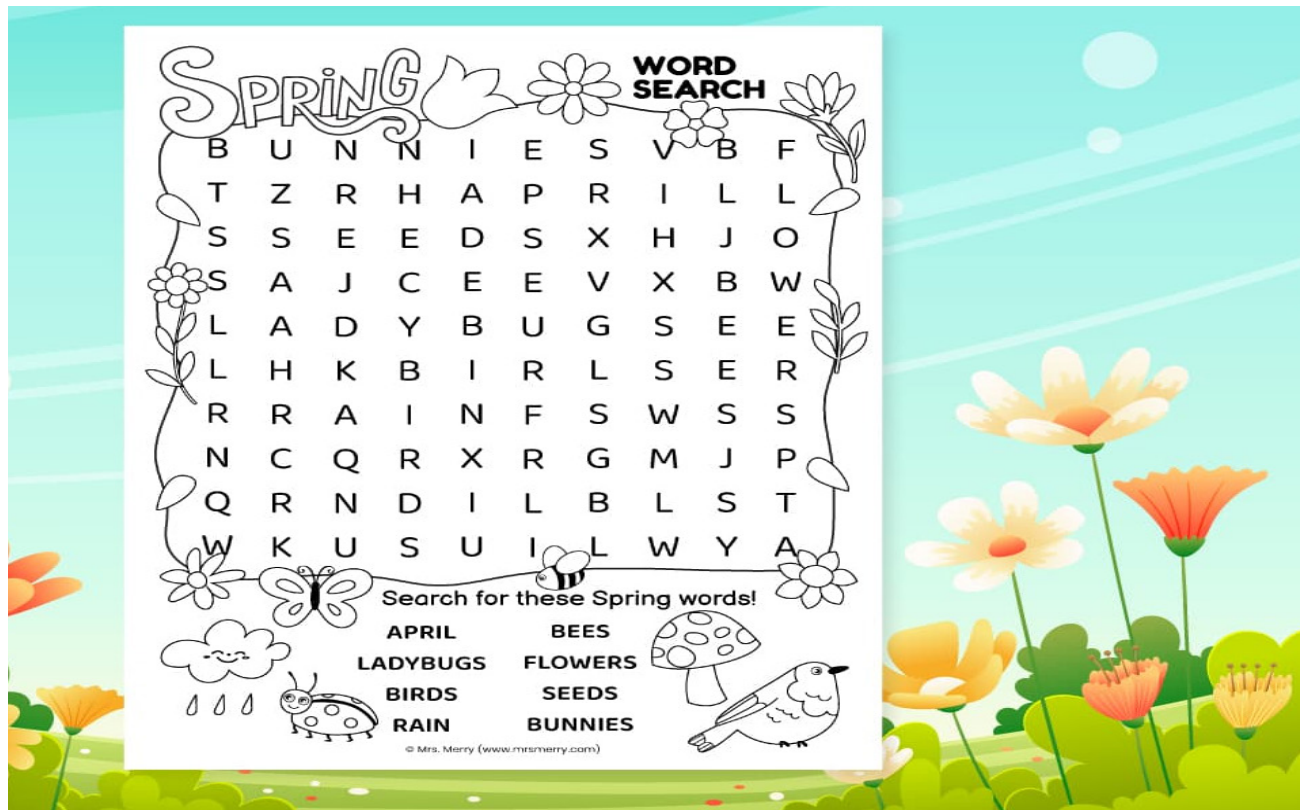 SPRiNG
WORD
SEARCH
B U N N I E S V B F
T Z R H A P R I L L
S S E E D S X H J O
S A J C E E V X B W
L A D Y B U G S E E
L H K B I R L S E R
R R A I N F S W S S
N C Q R X R G M J P
Q R N D I L B L S T
W K U S U I L W Y A
Search for these Spring words!
APRIL BEES
LADYBUGS FLOWERS
BIRDS SEEDS
RAIN BUNNIES
© Mrs. Merry (www.mrsmerry.com)